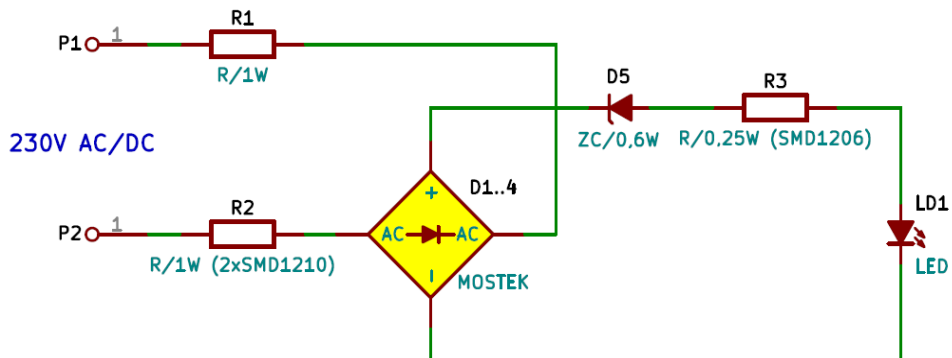 R1
P1
1
R/1W
D5
R3
ZC/0,6W
R/0,25W (SMD1206)
230V AC/DC
D1..4
+
R2
LD1
P2
1
AC
AC
R/1W (2xSMD1210)
LED
−
MOSTEK